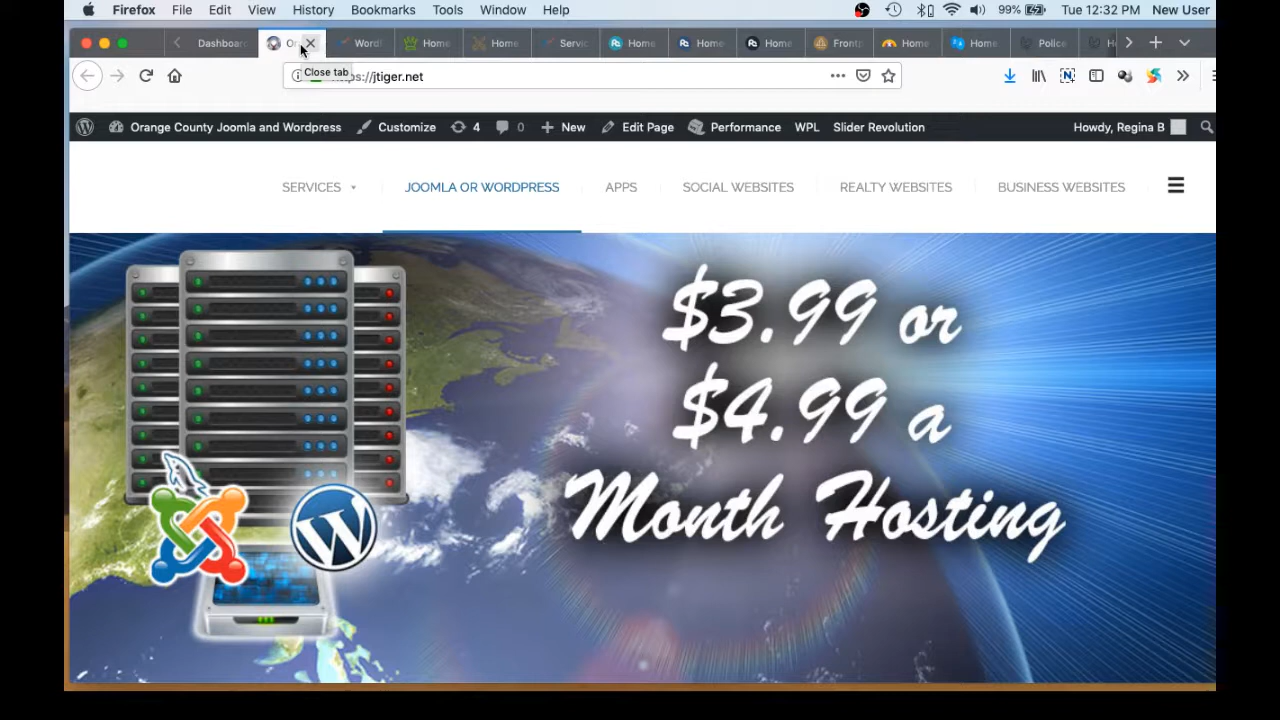 Firefox File Edit View History Bookmarks Tools Window Help 99% Tue 12:32 PM New User
Dashboar Or Word Home Home Servic Home Home Home Front Home Home Police
Close tab
jtiger.net
Orange County Joomla and Wordpress Customize 4 0 New Edit Page Performance WPL Slider Revolution Howdy, Regina B
SERVICES JOOMLA OR WORDPRESS APPS SOCIAL WEBSITES REALTY WEBSITES BUSINESS WEBSITES
$3.99 or
$4.99 a
Month Hosting